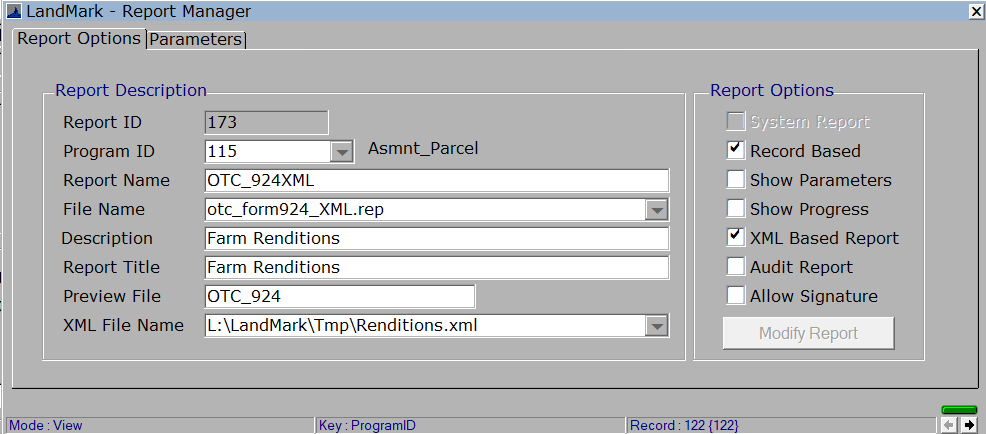 LandMark - Report Manager
Report Options Parameters
Report Description
Report ID 173
Program ID 115 Asmnt_Parcel
Report Name OTC_924XML
File Name otc_form924_XML.rep
Description Farm Renditions
Report Title Farm Renditions
Preview File OTC_924
XML File Name L:\LandMark\Tmp\Renditions.xml
Report Options
System Report
Record Based
Show Parameters
Show Progress
XML Based Report
Audit Report
Allow Signature
Modify Report
Mode : View Key : ProgramID Record : 122 {122}